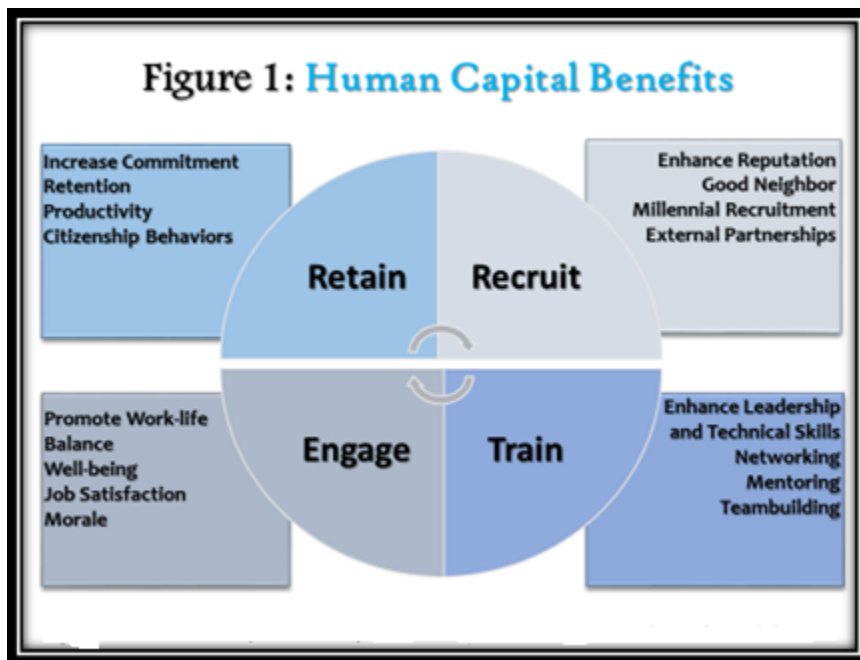 Figure 1: Human Capital Benefits
Increase Commitment
Retention
Productivity
Citizenship Behaviors
Enhance Reputation
Good Neighbor
Millennial Recruitment
External Partnerships
Retain
Recruit
Engage
Train
Promote Work-life
Balance
Well-being
Job Satisfaction
Morale
Enhance Leadership
and Technical Skills
Networking
Mentoring
Teambuilding